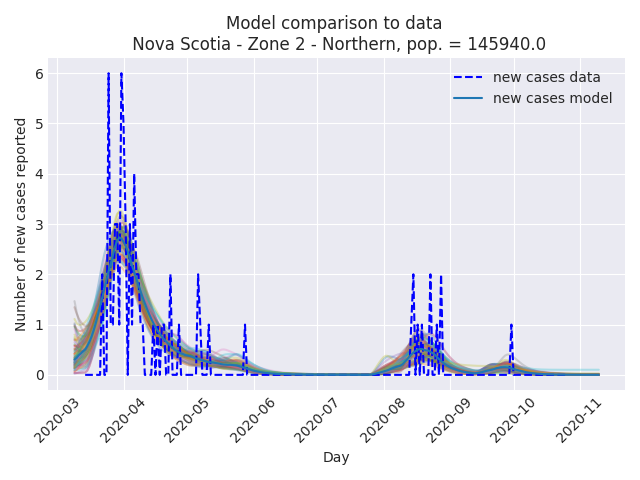 Model comparison to data
Nova Scotia - Zone 2 - Northern, pop. = 145940.0
new cases data
new cases model
Number of new cases reported
6
5
4
3
2
1
0
2020-03
2020-04
2020-05
2020-06
2020-07
2020-08
2020-09
2020-10
2020-11
Day